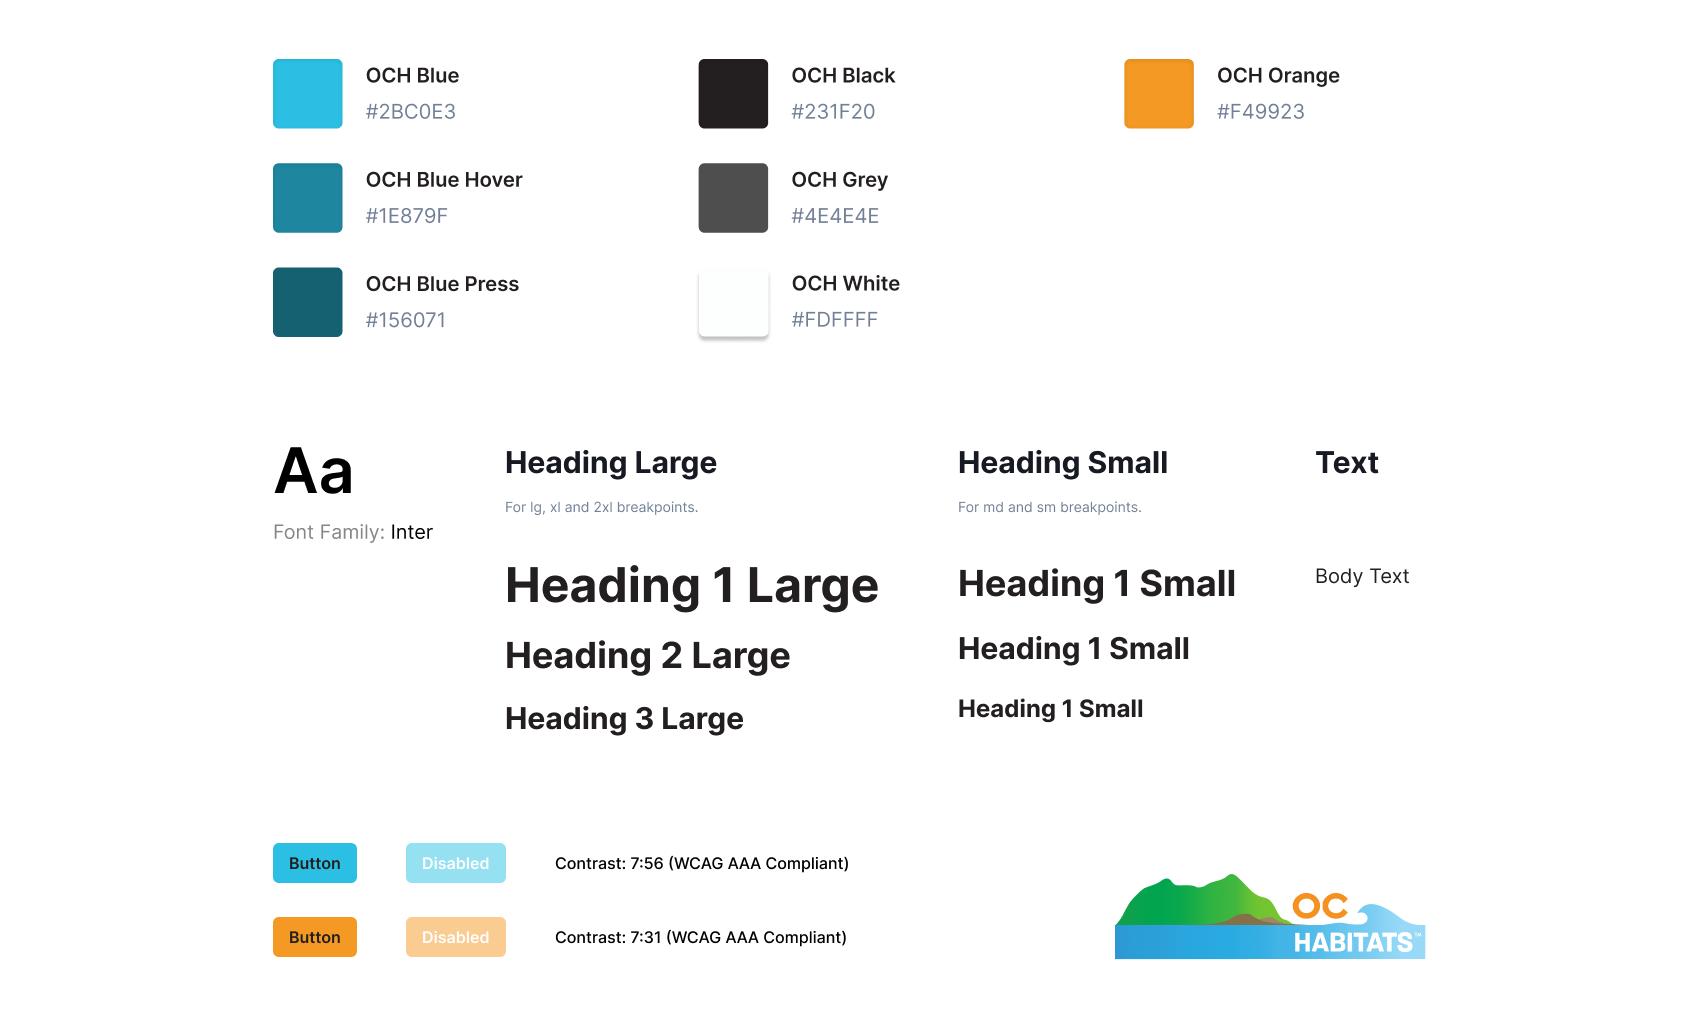 OCH Blue
#2BC0E3
OCH Black
#231F20
OCH Orange
#F49923
OCH Blue Hover
#1E879F
OCH Grey
#4E4E4E
OCH Blue Press
#156071
OCH White
#FDFFFF
Aa
Font Family: Inter
Heading Large
For lg, xl and 2xl breakpoints.
Heading 1 Large
Heading 2 Large
Heading 3 Large
Heading Small
For md and sm breakpoints.
Heading 1 Small
Heading 1 Small
Heading 1 Small
Text
Body Text
Button
Disabled
Contrast: 7:56 (WCAG AAA Compliant)
Button
Disabled
Contrast: 7:31 (WCAG AAA Compliant)
OC
HABITATS™